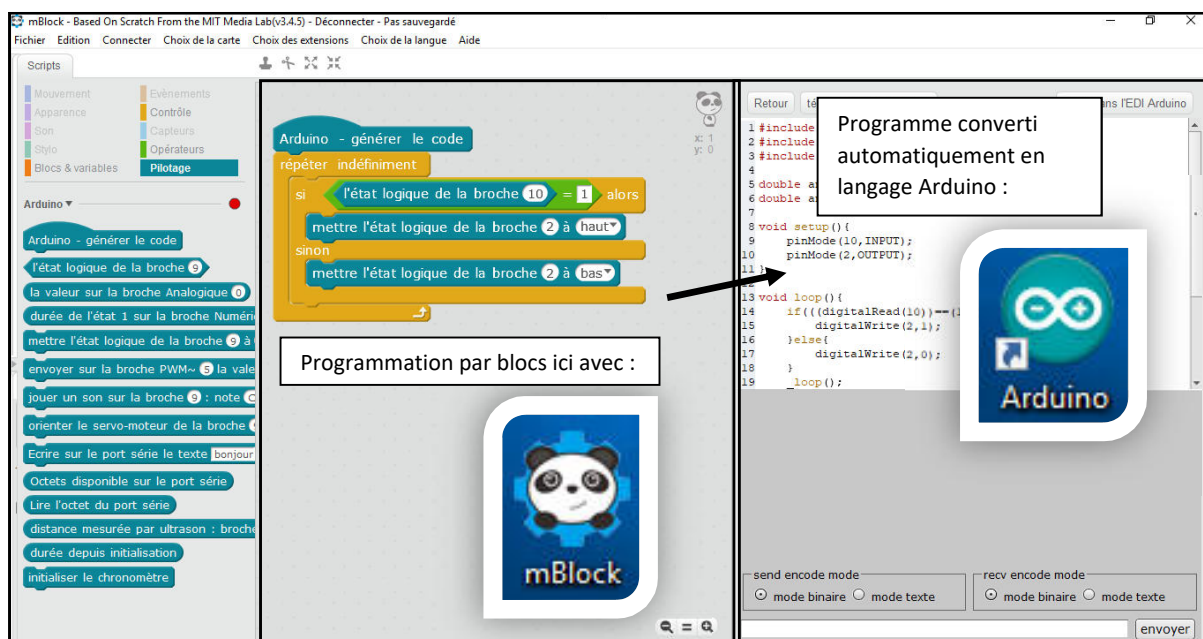 mBlock - Based On Scratch From the MIT Media Lab(v3.4.5) - Déconnecter - Pas sauvegardé
Fichier Edition Connecter Choix de la carte Choix des extensions Choix de la langue Aide
Scripts
Mouvement Evènements
Apparence Contrôle
Son Capteurs
Stylo Opérateurs
Blocs & variables Pilotage
Arduino
Arduino - générer le code
l'état logique de la broche 9
la valeur sur la broche Analogique 0
durée de l'état 1 sur la broche
mettre l'état logique de la broche 9 à
envoyer sur la broche PWM~ 5 la
jouer un son sur la broche 9 : note
orienter le servo-moteur de la broche
Ecrire sur le port série le texte bonjour
Octets disponible sur le port série
Lire l'octet du port série
distance mesurée par ultrason :
durée depuis initialisation
initialiser le chronomètre
x: 1
y: 0
Arduino - générer le code
répéter indéfiniment
si l'état logique de la broche 10 = 1 alors
mettre l'état logique de la broche 2 à haut
sinon
mettre l'état logique de la broche 2 à bas
Programmation par blocs ici avec :
mBlock
Retour l'EDI Arduino
1 #include
2 #include
3 #include
4
5 double
6 double
7
8 void setup(){
9 pinMode(10,INPUT);
10 pinMode(2,OUTPUT);
11 }
13 void loop(){
14 if(((digitalRead(10))==(
15 digitalWrite(2,1);
16 }else{
17 digitalWrite(2,0);
18 }
19 _loop();
Programme converti
automatiquement en
langage Arduino :
Arduino
send encode mode
mode binaire mode texte
recv encode mode
mode binaire mode texte
envoyer